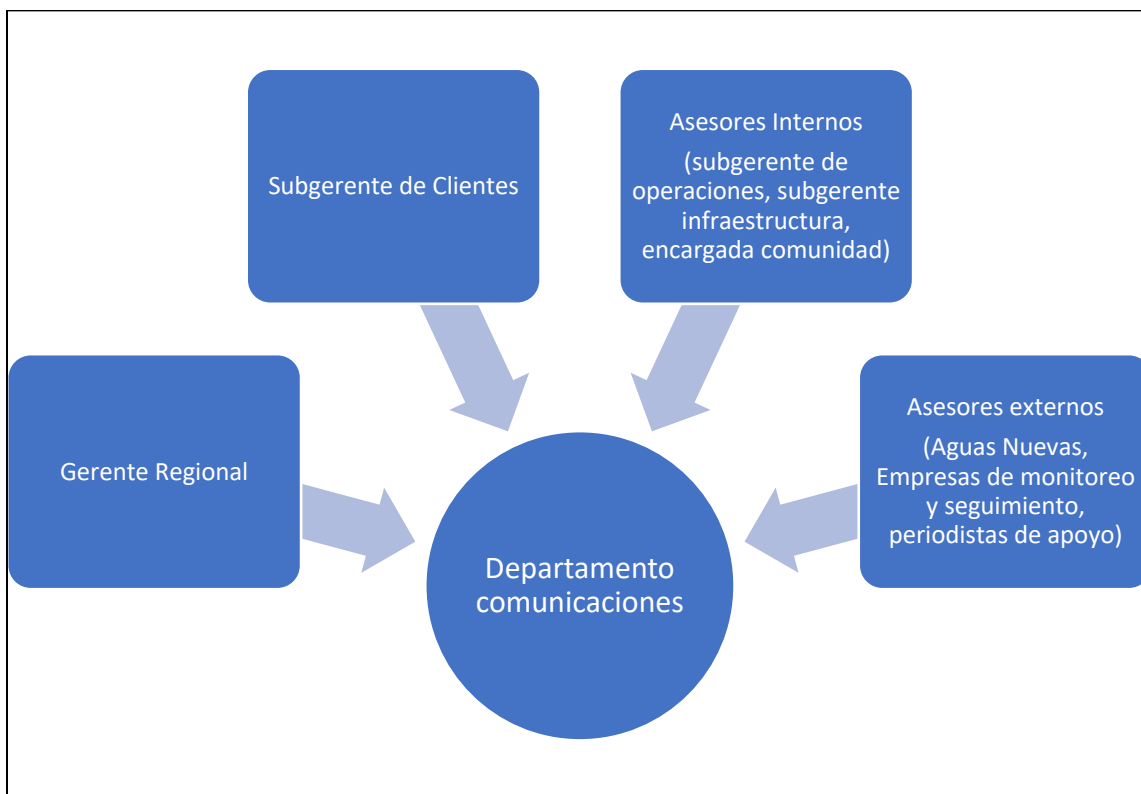 Subgerente de Clientes
Asesores Internos
(subgerente de
operaciones, subgerente
infraestructura,
encargada comunidad)
Gerente Regional
Asesores externos
(Aguas Nuevas,
Empresas de monitoreo
y seguimiento,
periodistas de apoyo)
Departamento
comunicaciones